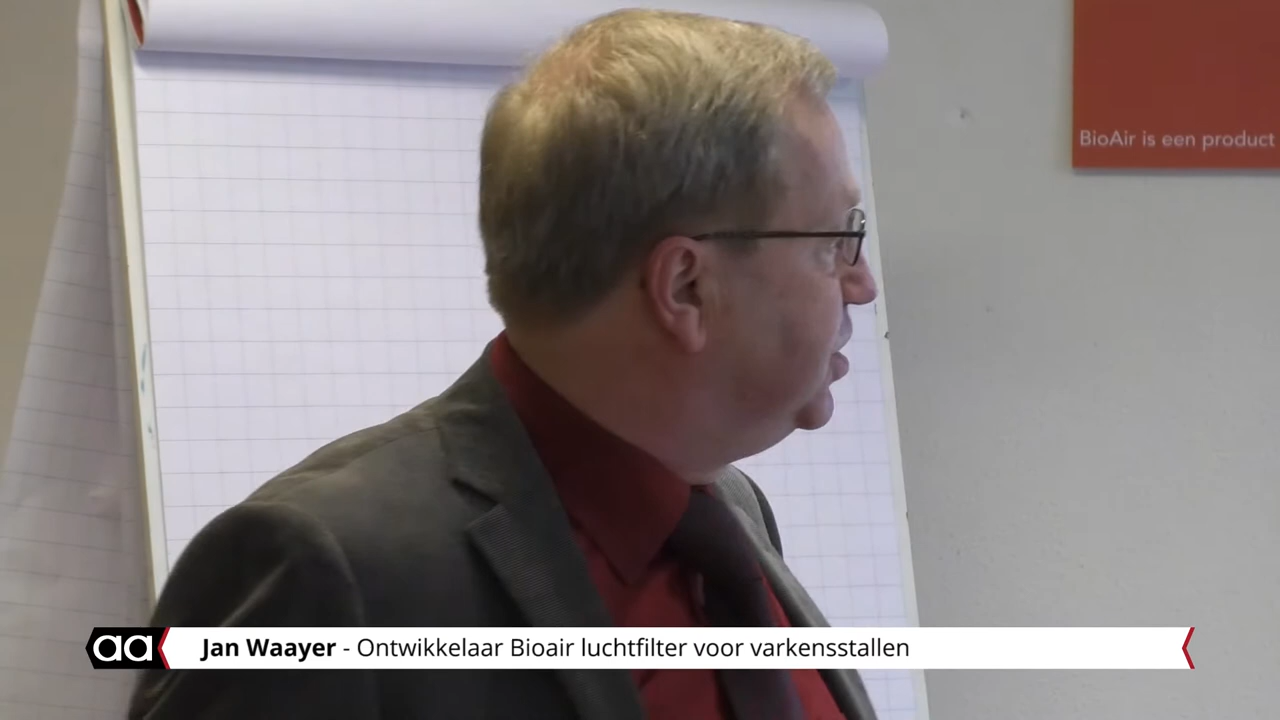 BioAir is een product
aa
Jan Waayer - Ontwikkelaar Bioair luchtfilter voor varkensstallen